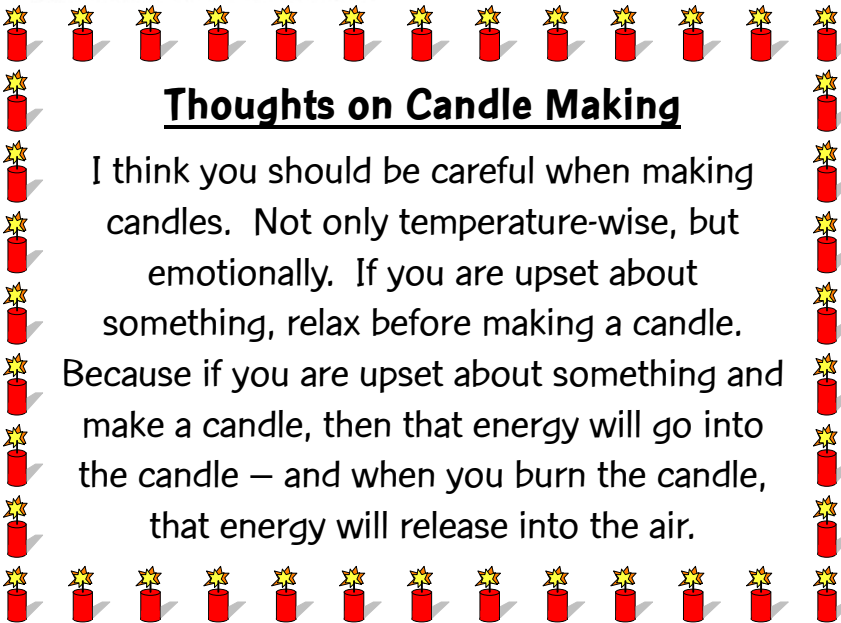 Thoughts on Candle Making
I think you should be careful when making
candles.  Not only temperature-wise, but
emotionally.  If you are upset about
something, relax before making a candle.
Because if you are upset about something and
make a candle, then that energy will go into
the candle – and when you burn the candle,
that energy will release into the air.